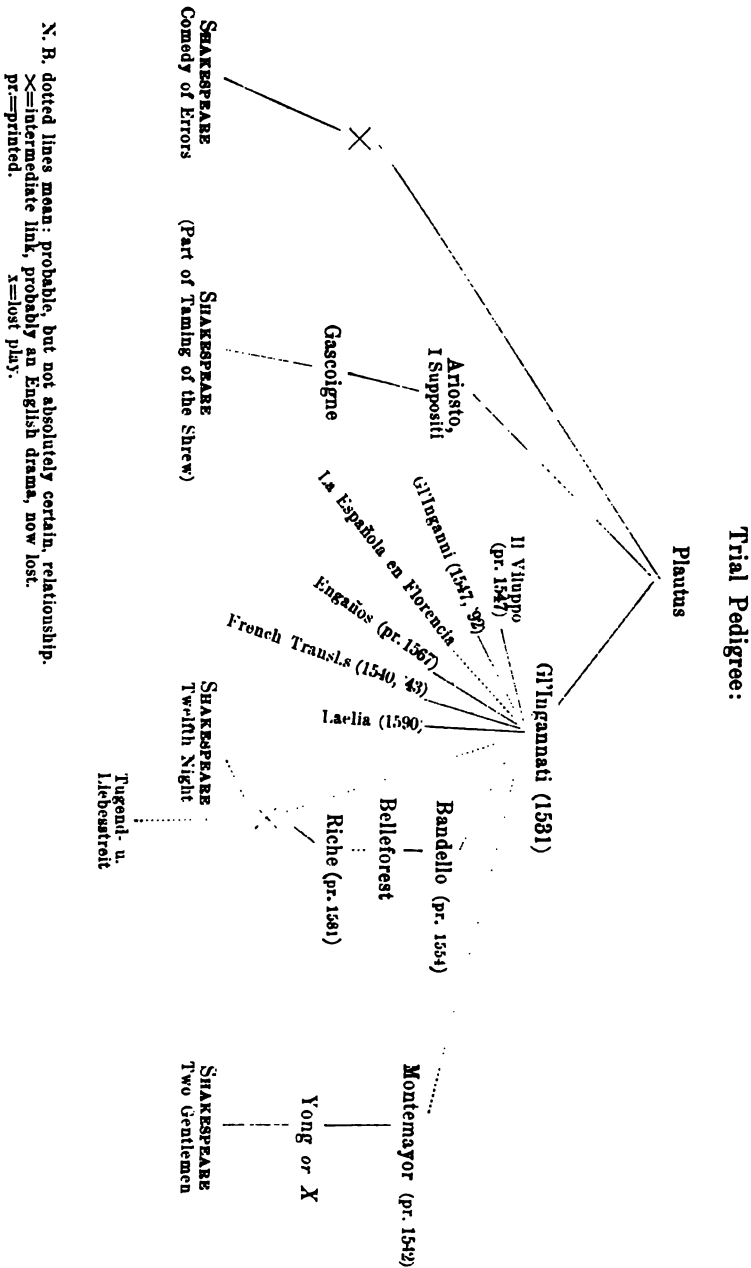 Trial Pedigree:
Plautus
Gl'Ingannati (1531)
Ariosto,
I Suppositi
Il Viluppo
(pr. 1547)
Gl'Inganni (1547, '92)
La Española en Florencia
Engaños (pr. 1567)
French Transl.s (1540, '43)
Laelia (1590)
Bandello (pr. 1554)
Montemayor (pr. 1542)
Gascoigne
Belleforest
Riche (pr. 1581)
Yong or X
SHAKESPEARE
Comedy of Errors
SHAKESPEARE
(Part of Taming of the Shrew)
SHAKESPEARE
Twelfth Night
SHAKESPEARE
Two Gentlemen
Tugend- u.
Liebesstreit
N. B. dotted lines mean: probable, but not absolutely certain, relationship.
X=intermediate link, probably an English drama, now lost.
pr.=printed. x=lost play.